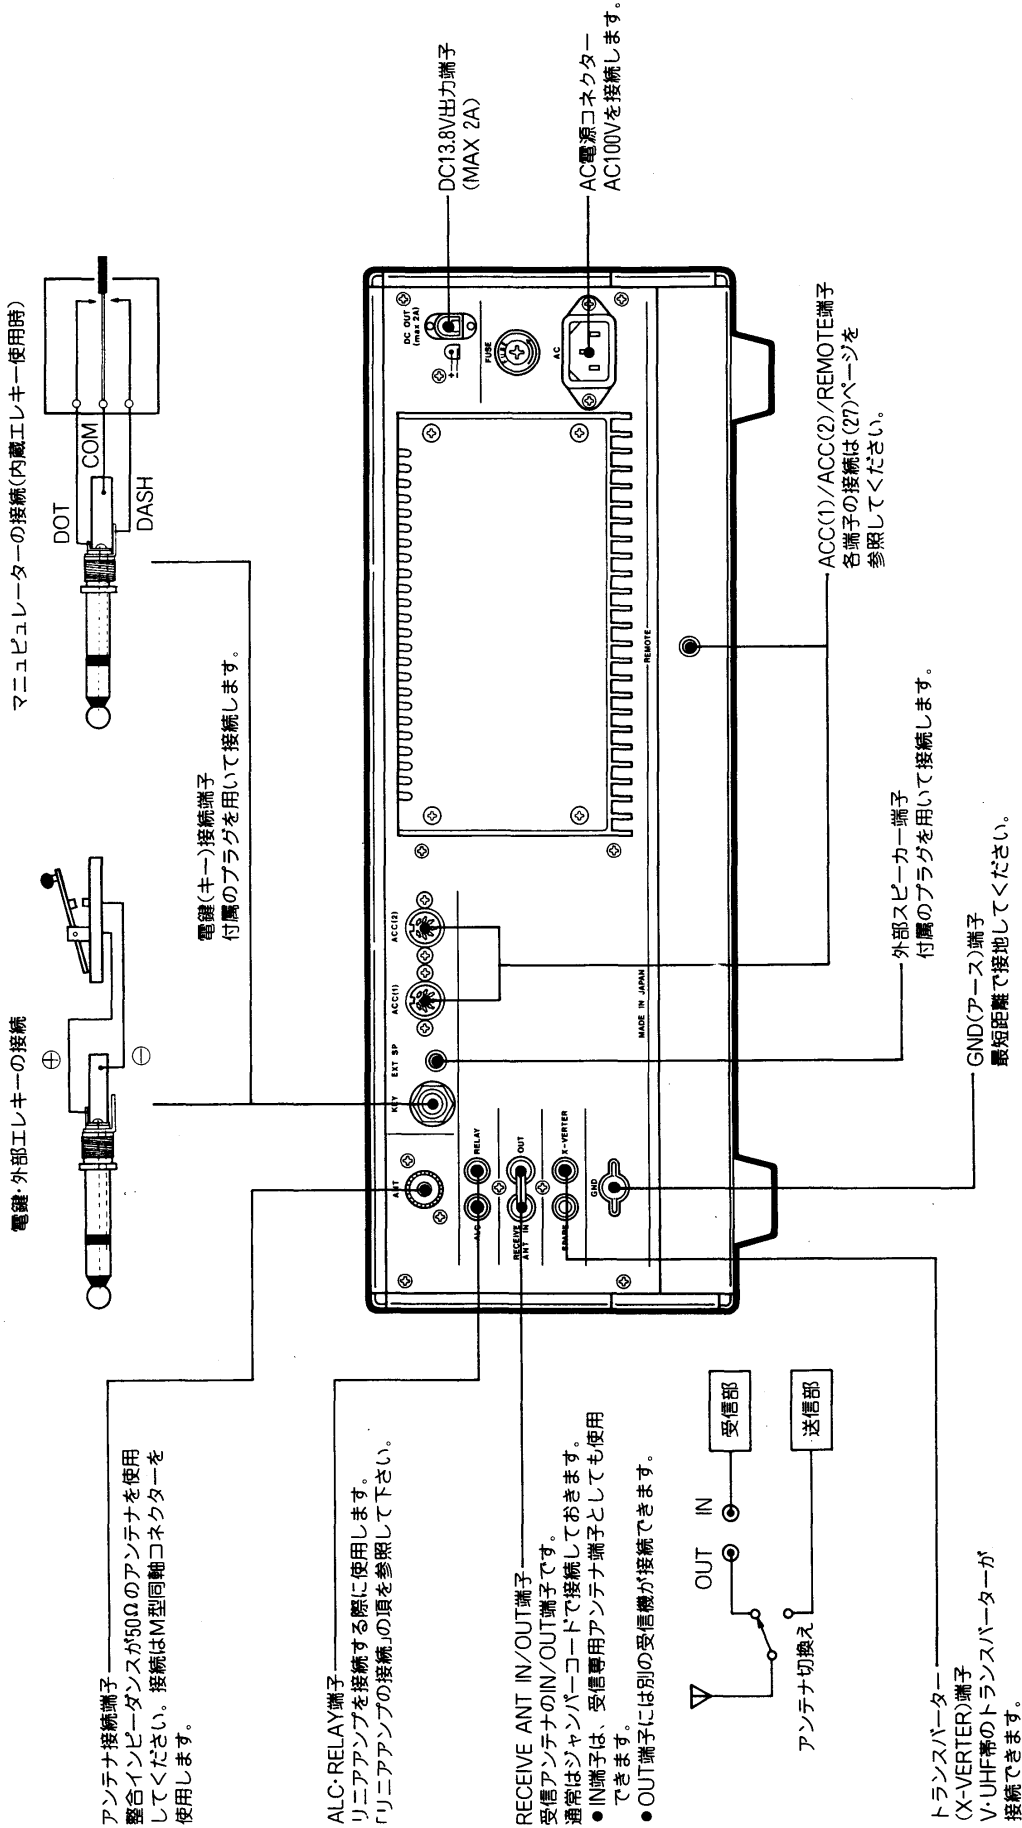 電鍵・外部エレキーの接続
⊕
⊖
マニュピュレーターの接続(内蔵エレキー使用時)
DOT
COM
DASH
電鍵(キー)接続端子
付属のプラグを用いて接続します。
アンテナ接続端子
整合インピーダンスが50Ωのアンテナを使用
してください。接続はM型同軸コネクターを
使用します。
ALC・RELAY端子
リニアアンプを接続する際に使用します。
「リニアアンプの接続」の項を参照して下さい。
RECEIVE ANT IN/OUT端子
受信アンテナのIN/OUT端子です。
通常はジャンパーコードで接続しておきます。
●IN端子は、受信専用アンテナ端子としても使用
できます。
●OUT端子には別の受信機が接続できます。
OUT IN
受信部
送信部
アンテナ切換え
トランスバーター
(X-VERTER)端子
V・UHF帯のトランスバーターが
接続できます。
DC13.8V出力端子
(MAX 2A)
AC電源コネクター
AC100Vを接続します。
ACC(1)/ACC(2)/REMOTE端子
各端子の接続は(27)ページを
参照してください。
外部スピーカー端子
付属のプラグを用いて接続します。
GND(アース)端子
最短距離で接地してください。
ANT
KEY
EXT SP
ACC(1)
ACC(2)
DC OUT
(max 2A)
+ −
FUSE
FUSE
AC
ALC
RELAY
RECEIVE
ANT IN
OUT
SPARE
X-VERTER
GND
MADE IN JAPAN
REMOTE